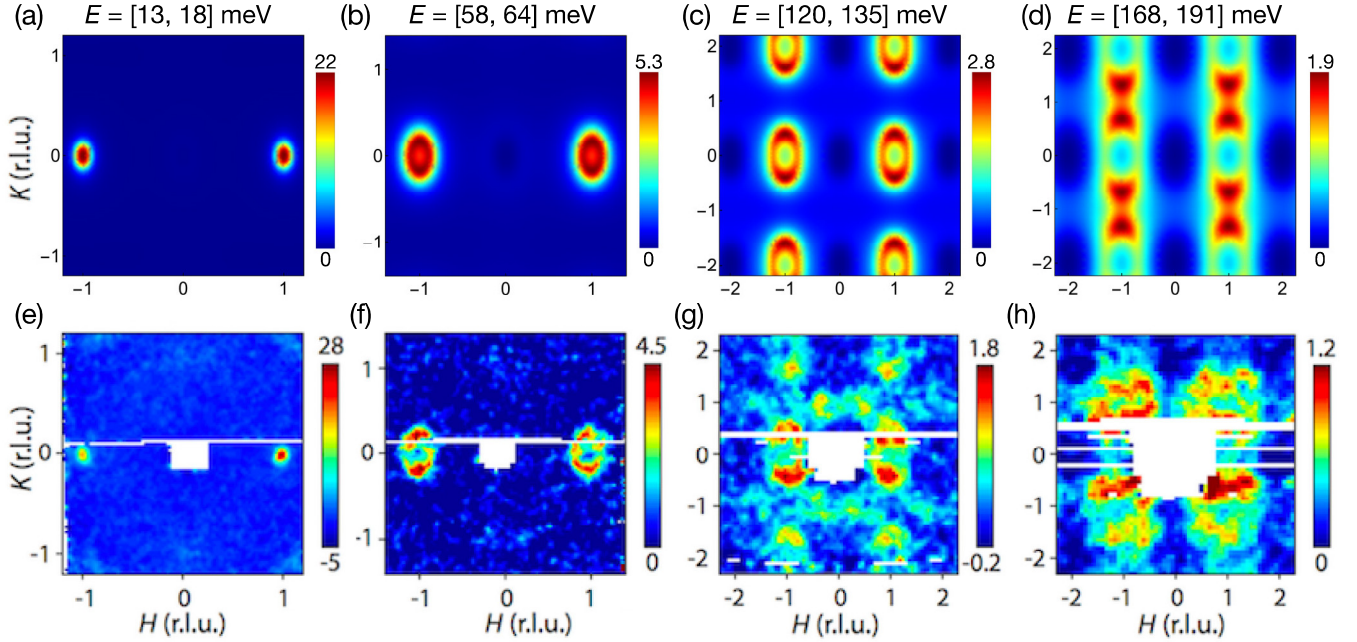 (a) E = [13, 18] meV
(b) E = [58, 64] meV
(c) E = [120, 135] meV
(d) E = [168, 191] meV
K (r.l.u.)
1
0
−1
−1 0 1
22
0
1
0
−1
−1 0 1
5.3
0
2
1
0
−1
−2
−2 −1 0 1 2
2.8
0
2
1
0
−1
−2
−2 −1 0 1 2
1.9
0
(e)
(f)
(g)
(h)
K (r.l.u.)
1
0
-1
-1 0 1
H (r.l.u.)
28
-5
1
0
-1
-1 0 1
H (r.l.u.)
4.5
0
2
1
0
-1
-2
-2 -1 0 1 2
H (r.l.u.)
1.8
-0.2
2
1
0
-1
-2
-2 -1 0 1 2
H (r.l.u.)
1.2
0